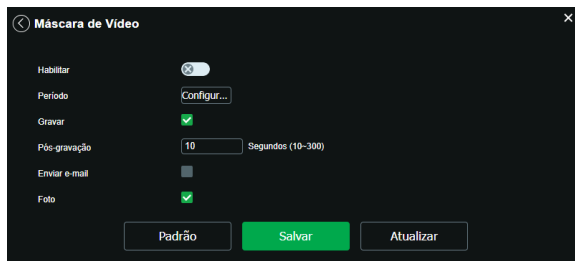 Máscara de Vídeo
Habilitar
Período Configur...
Gravar
Pós-gravação 10 Segundos (10~300)
Enviar e-mail
Foto
Padrão Salvar Atualizar